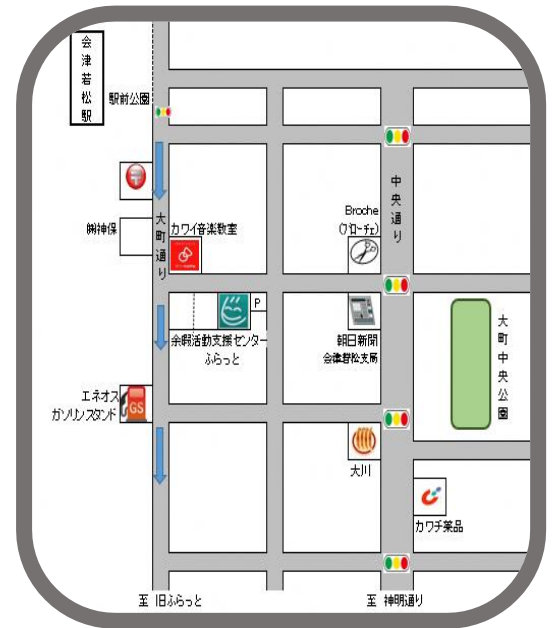 会津若松駅
駅前公園
㈱神保
大町通り
カワイ音楽教室
Broche
(ブローチェ)
中央通り
P
余暇活動支援センター
ふらっと
朝日新聞
会津若松支局
大町中央公園
エネオス
ガソリンスタンド
GS
大川
カワチ薬品
至 旧ふらっと
至 神明通り